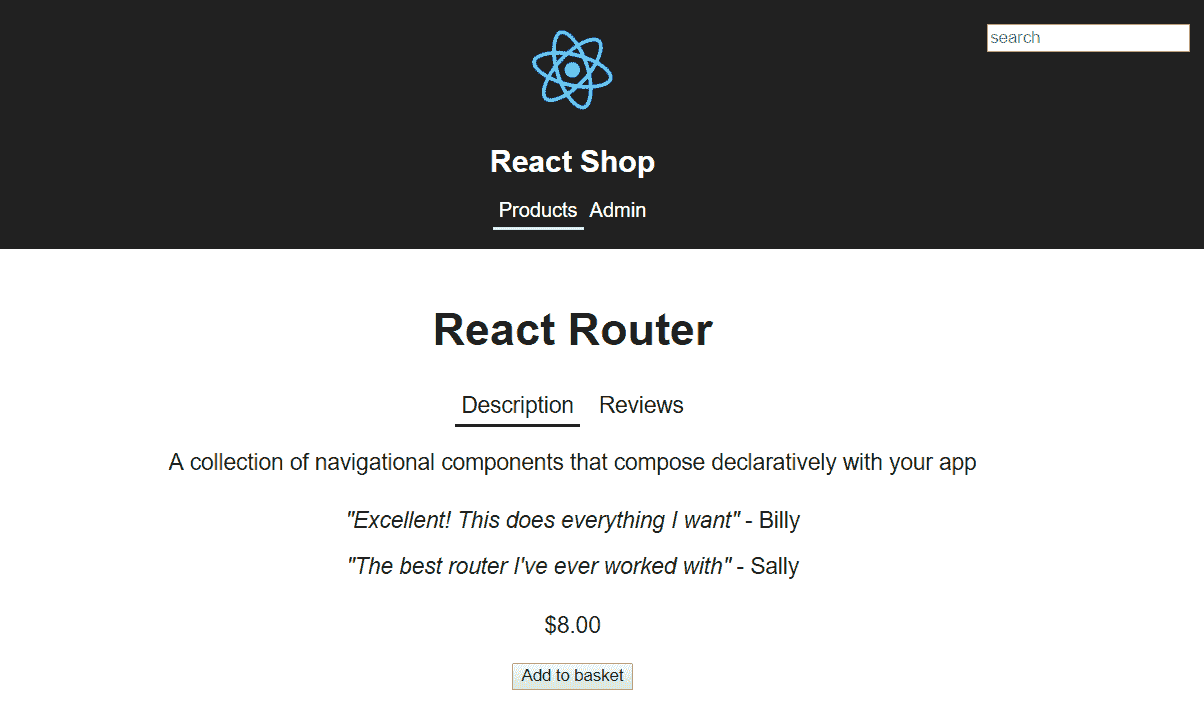 search
React Shop
Products Admin
React Router
Description Reviews
A collection of navigational components that compose declaratively with your app
"Excellent! This does everything I want" - Billy
"The best router I've ever worked with" - Sally
$8.00
Add to basket